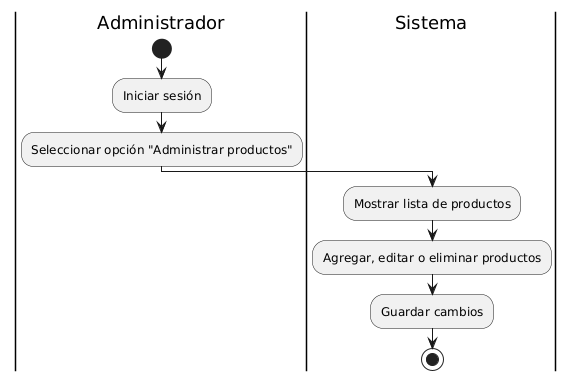 Administrador
Sistema
Iniciar sesión
Seleccionar opción "Administrar productos"
Mostrar lista de productos
Agregar, editar o eliminar productos
Guardar cambios